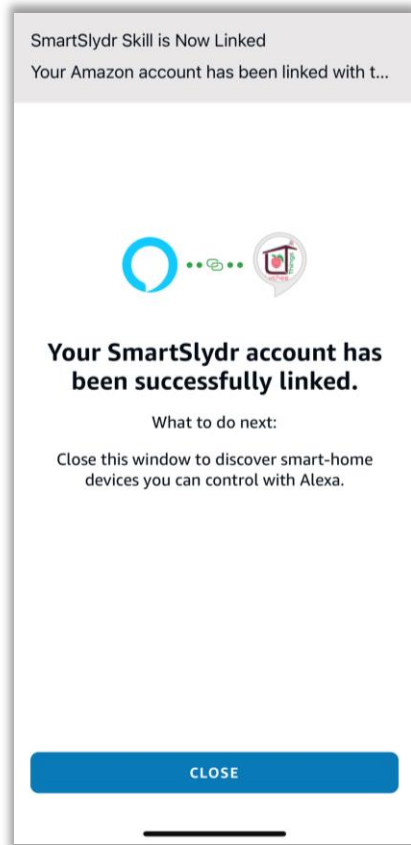 SmartSlydr Skill is Now Linked
Your Amazon account has been linked with t...
Your SmartSlydr account has
been successfully linked.
What to do next:
Close this window to discover smart-home
devices you can control with Alexa.
CLOSE